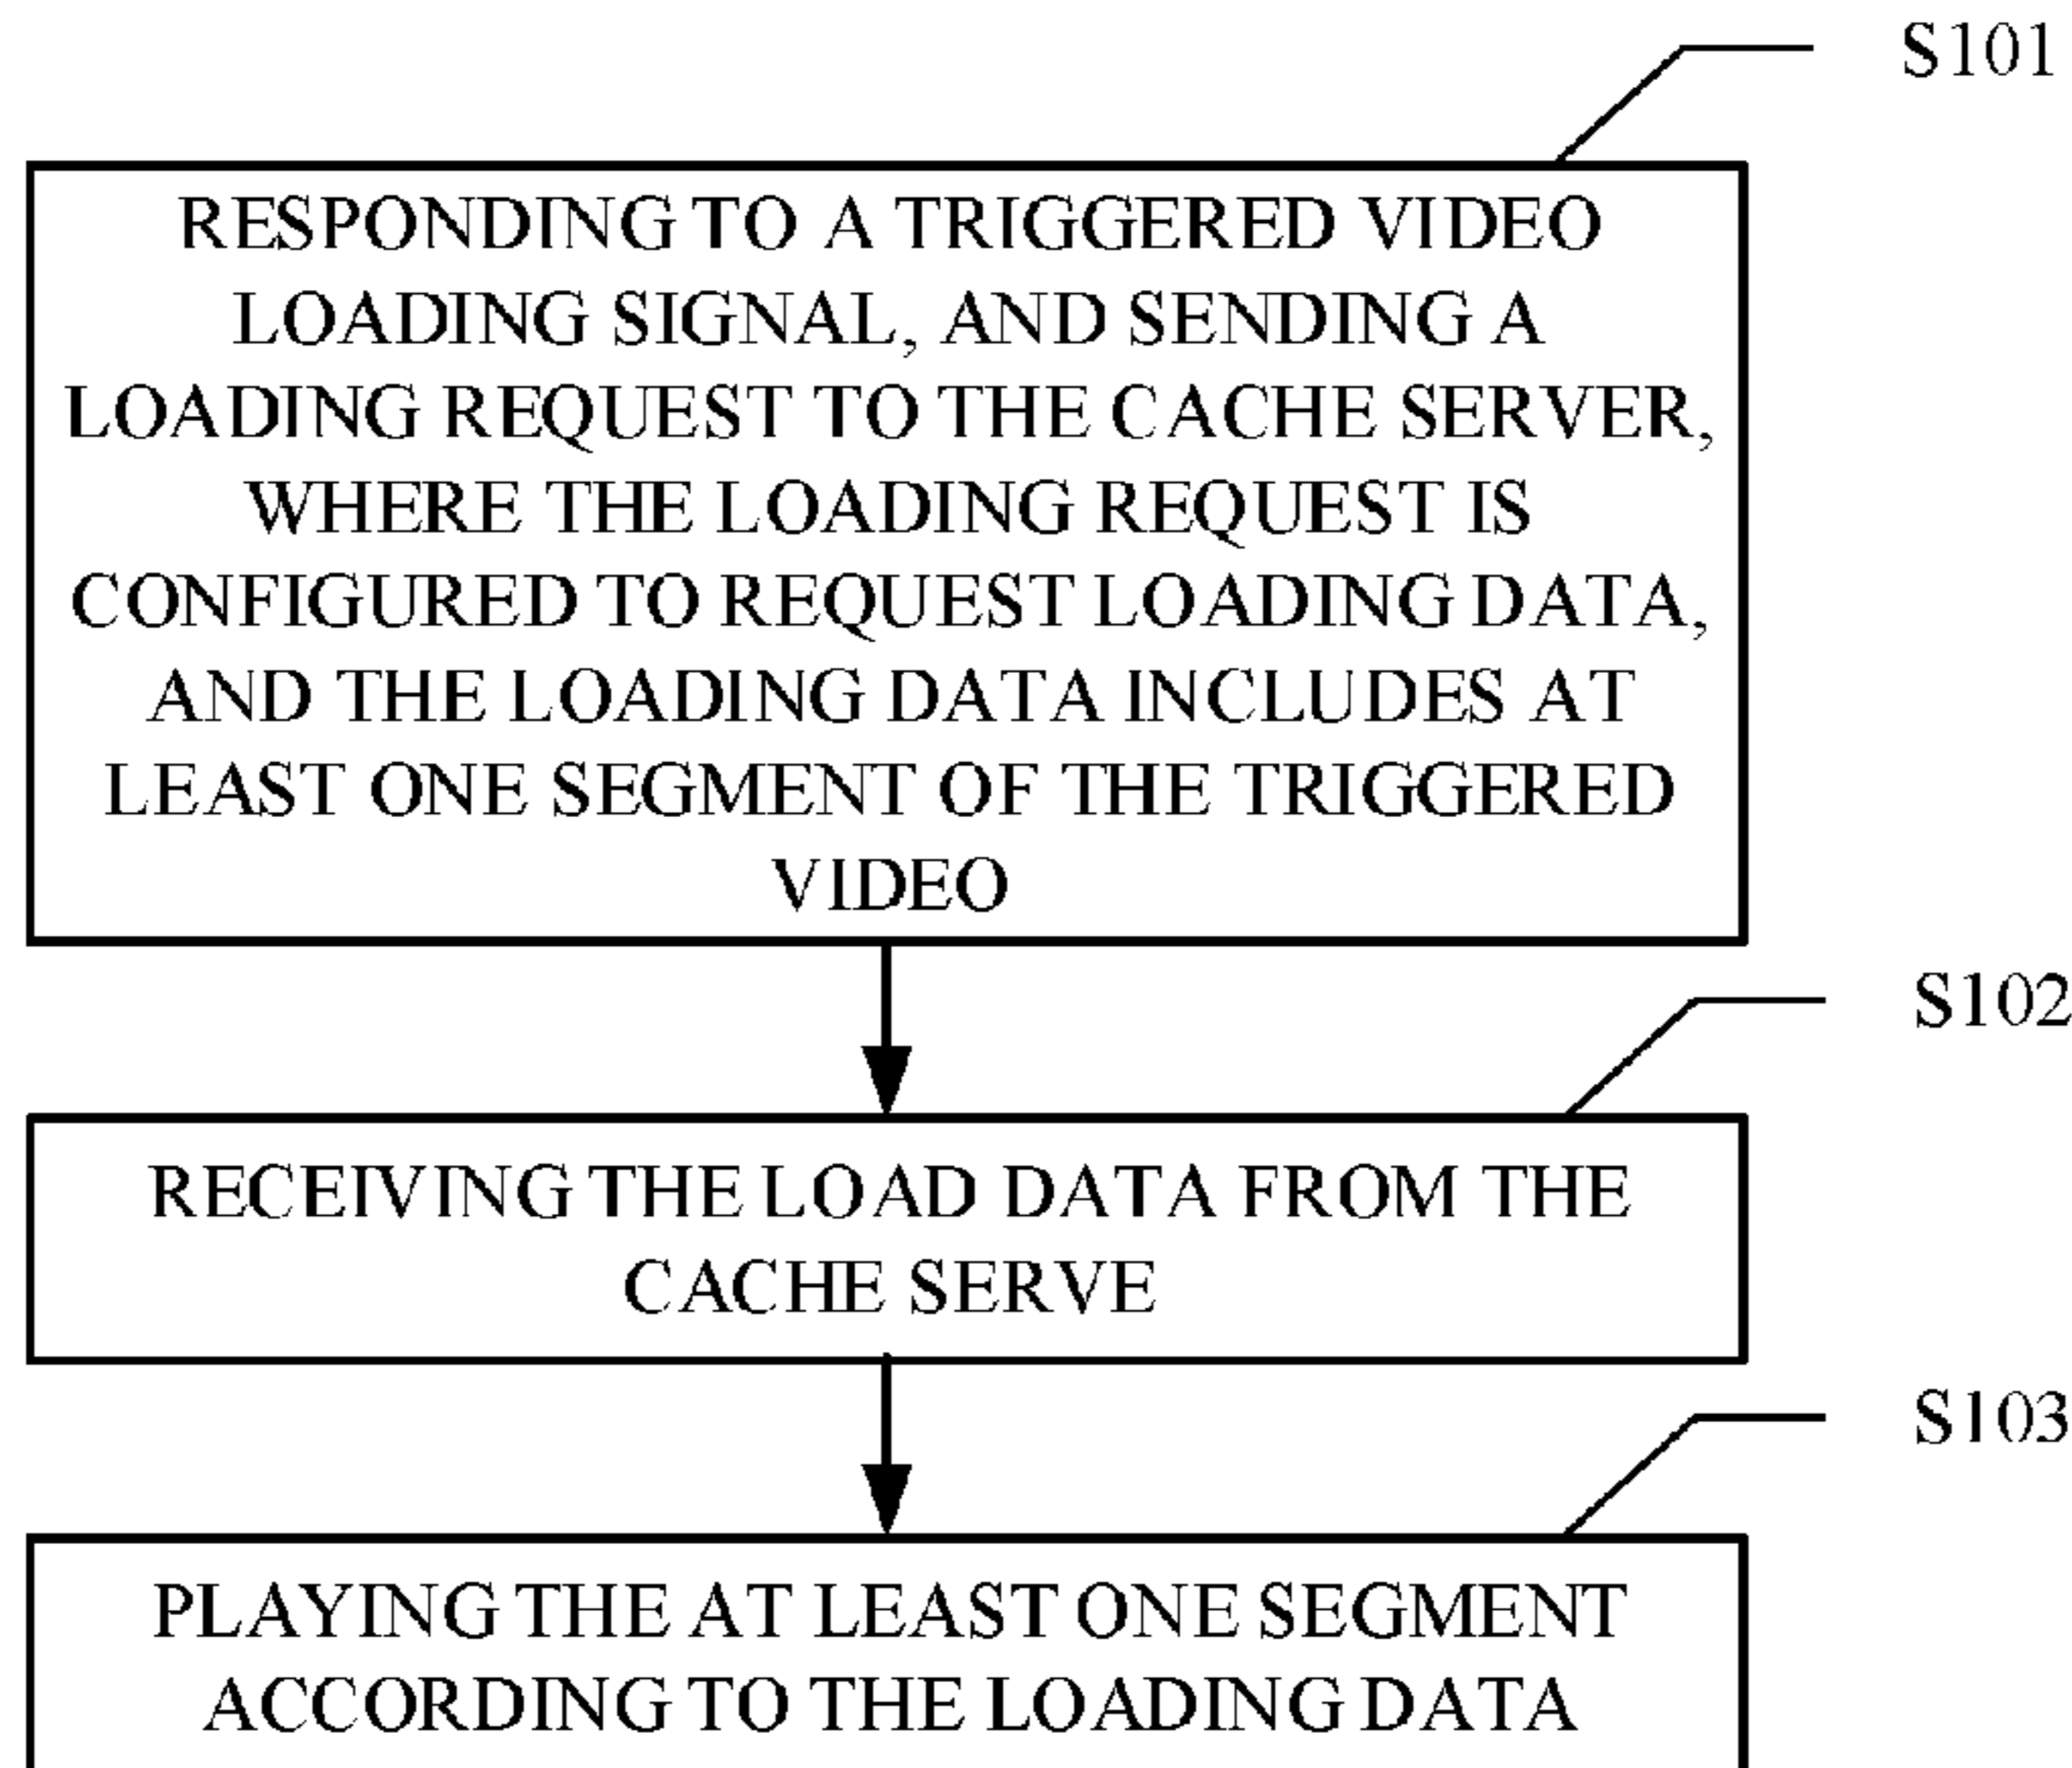 S101
RESPONDING TO A TRIGGERED VIDEO
LOADING SIGNAL, AND SENDING A
LOADING REQUEST TO THE CACHE SERVER,
WHERE THE LOADING REQUEST IS
CONFIGURED TO REQUEST LOADING DATA,
AND THE LOADING DATA INCLUDES AT
LEAST ONE SEGMENT OF THE TRIGGERED
VIDEO
S102
RECEIVING THE LOAD DATA FROM THE
CACHE SERVE
S103
PLAYING THE AT LEAST ONE SEGMENT
ACCORDING TO THE LOADING DATA